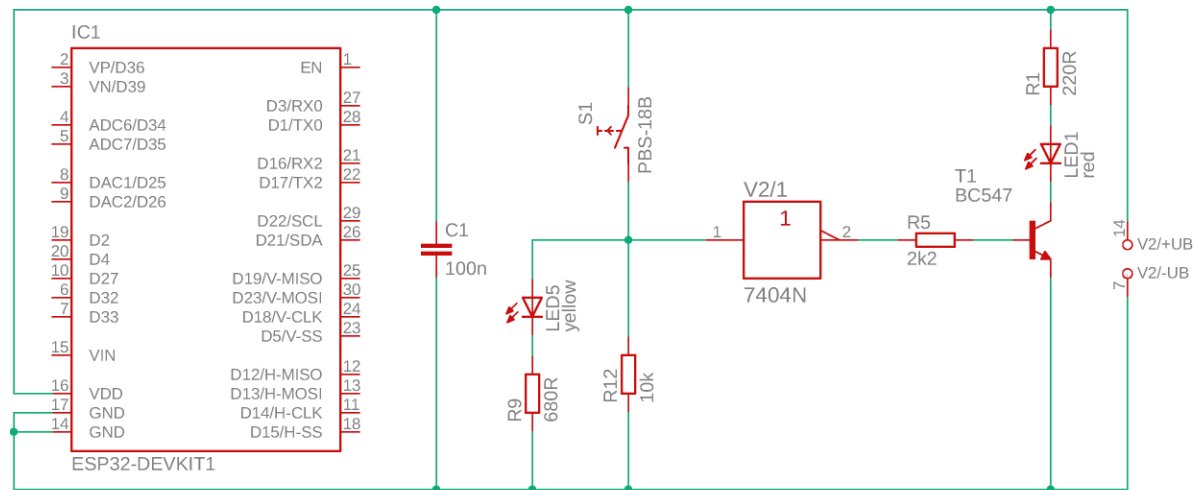 IC1
2 VP/D36 EN 1
3 VN/D39
D3/RX0 27
4 ADC6/D34 D1/TX0 28
5 ADC7/D35
D16/RX2 21
8 DAC1/D25 D17/TX2 22
9 DAC2/D26
D22/SCL 29
19 D2 D21/SDA 26
20 D4
10 D27 D19/V-MISO 25
6 D32 D23/V-MOSI 30
7 D33 D18/V-CLK 24
D5/V-SS 23
15 VIN
D12/H-MISO 12
16 VDD D13/H-MOSI 13
17 GND D14/H-CLK 11
14 GND D15/H-SS 18
ESP32-DEVKIT1
C1
100n
S1
PBS-18B
LED5
yellow
R9
680R
R12
10k
V2/1
1
1
2
7404N
R5
2k2
T1
BC547
R1
220R
LED1
red
14
V2/+UB
V2/-UB
7